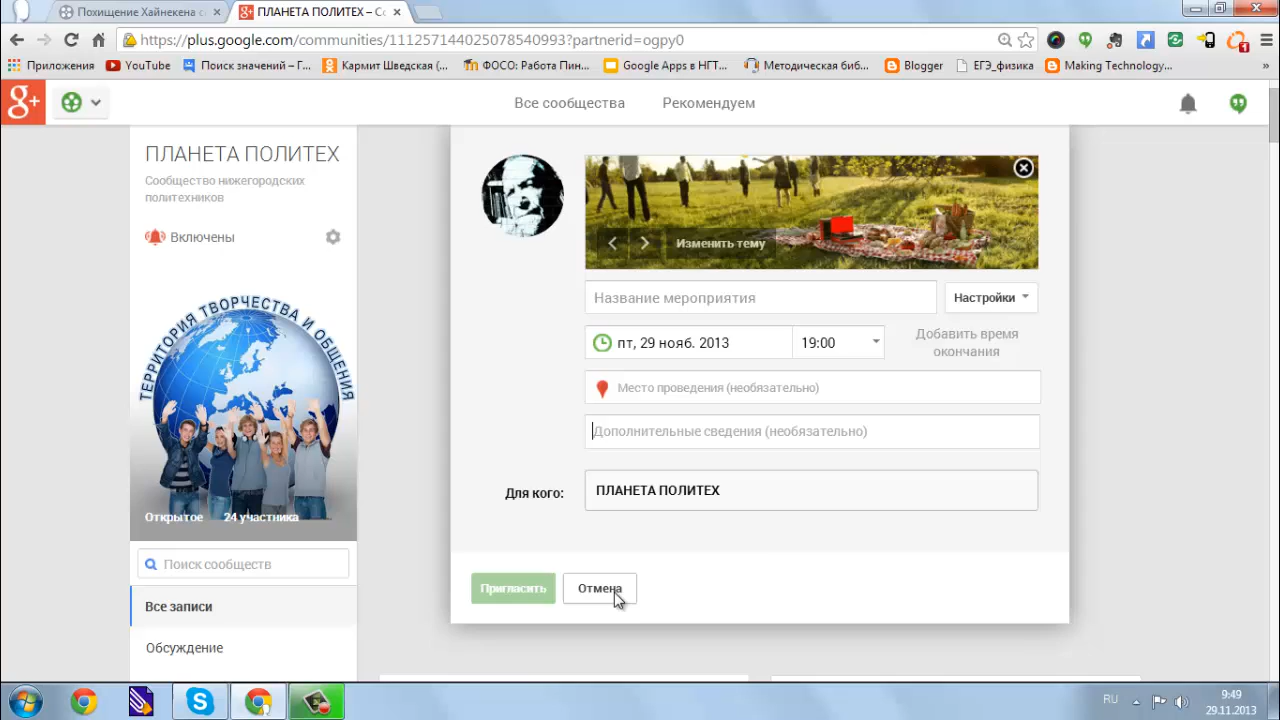 Похищение Хайнекена с
ПЛАНЕТА ПОЛИТЕХ – Со
https://plus.google.com/communities/111257144025078540993?partnerid=ogpy0
Приложения
YouTube
Поиск значений – Г...
Кармит Шведская (...
ФОСО: Работа Пин...
Google Apps в НГТ...
Методическая биб...
Blogger
ЕГЭ_физика
Making Technology...
»
g+
Все сообщества
Рекомендуем
ПЛАНЕТА ПОЛИТЕХ
Сообщество нижегородских
политехников
Включены
ТЕРРИТОРИЯ ТВОРЧЕСТВА И ОБЩЕНИЯ
Открытое 24 участника
Поиск сообществ
Все записи
Обсуждение
Изменить тему
Название мероприятия
Настройки
пт, 29 нояб. 2013
19:00
Добавить время
окончания
Место проведения (необязательно)
Дополнительные сведения (необязательно)
Для кого:
ПЛАНЕТА ПОЛИТЕХ
Пригласить
Отмена
RU
9:49
29.11.2013